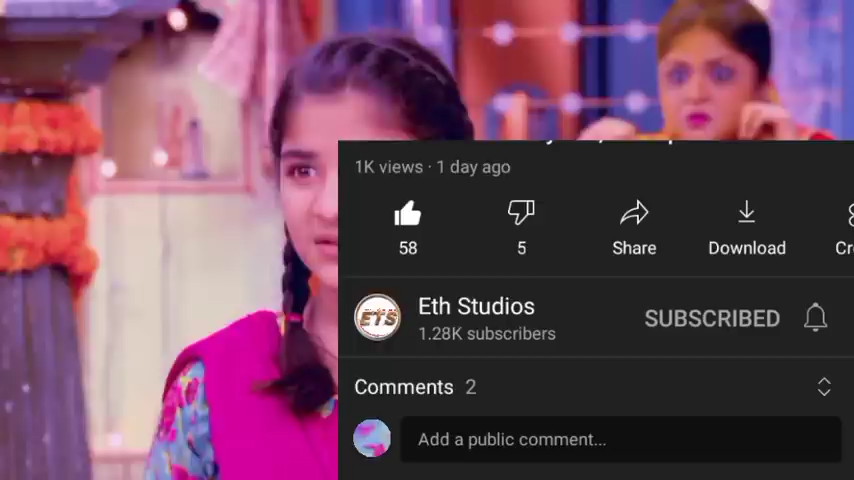 1K views · 1 day ago
58
5
Share
Download
Cr
ETS
Eth Studios
1.28K subscribers
SUBSCRIBED
Comments 2
Add a public comment...